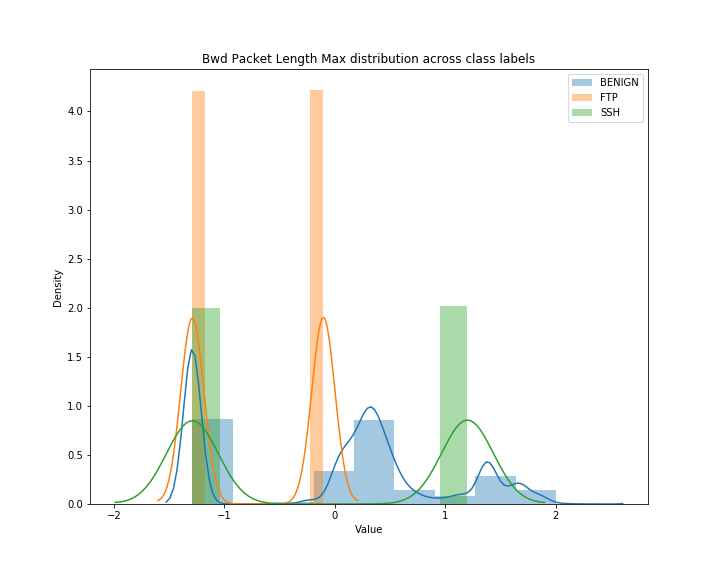 Bwd Packet Length Max distribution across class labels
BENIGN
FTP
SSH
Density
4.0
3.5
3.0
2.5
2.0
1.5
1.0
0.5
0.0
−2
−1
0
1
2
Value